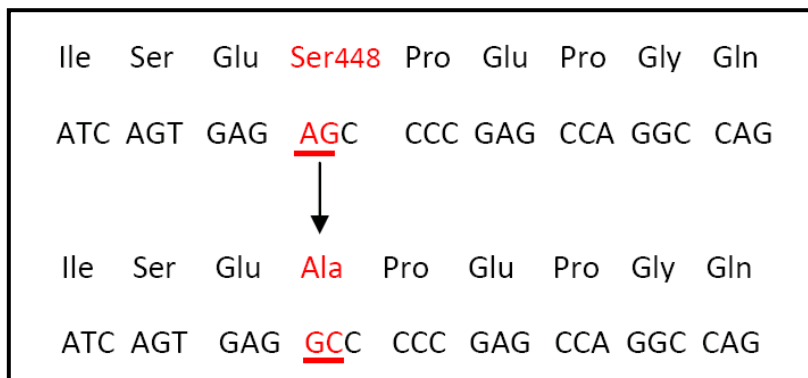 Ile Ser Glu Ser448 Pro Glu Pro Gly Gln
ATC AGT GAG AGC CCC GAG CCA GGC CAG
Ile Ser Glu Ala Pro Glu Pro Gly Gln
ATC AGT GAG GCC CCC GAG CCA GGC CAG